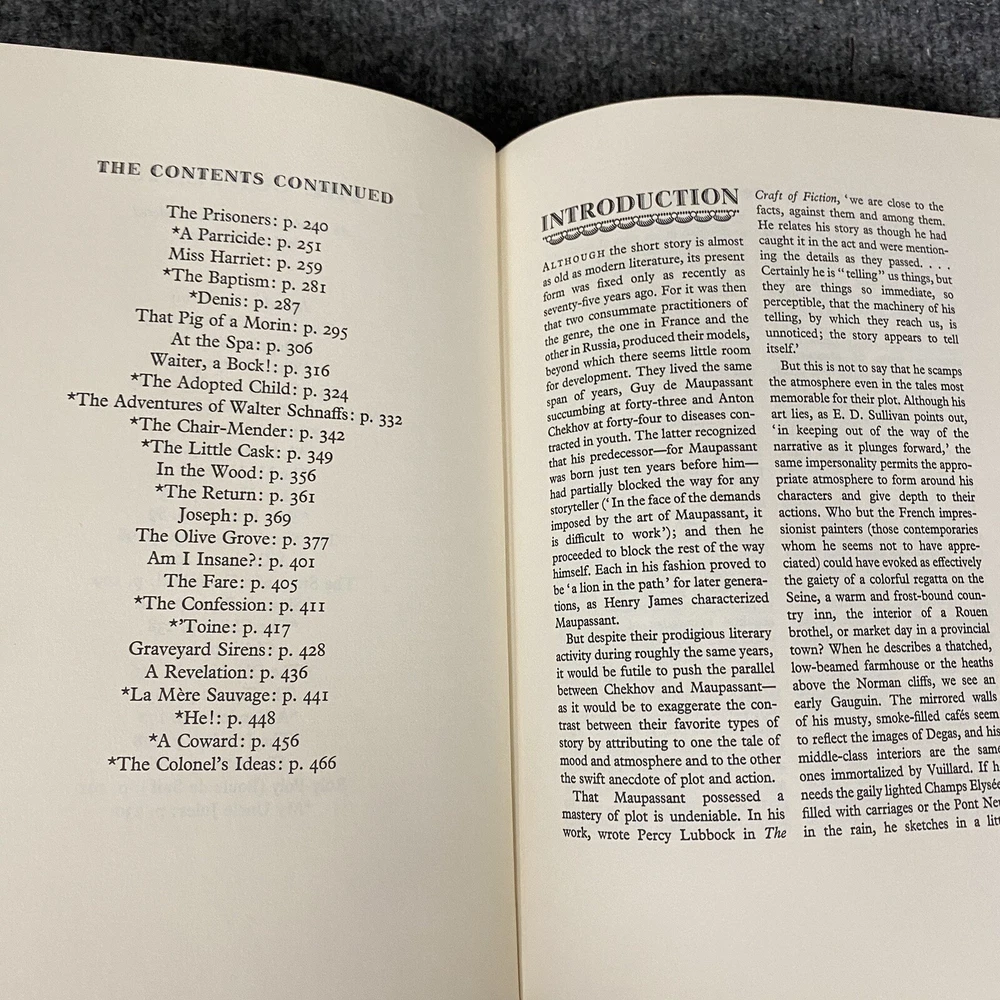 THE CONTENTS CONTINUED
The Prisoners: p. 240
*A Parricide: p. 251
Miss Harriet: p. 259
*The Baptism: p. 281
*Denis: p. 287
That Pig of a Morin: p. 295
At the Spa: p. 306
Waiter, a Bock!: p. 316
*The Adopted Child: p. 324
*The Adventures of Walter Schnaffs: p. 332
*The Chair-Mender: p. 342
*The Little Cask: p. 349
In the Wood: p. 356
*The Return: p. 361
Joseph: p. 369
The Olive Grove: p. 377
Am I Insane?: p. 401
The Fare: p. 405
*The Confession: p. 411
*'Toine: p. 417
Graveyard Sirens: p. 428
A Revelation: p. 436
*La Mère Sauvage: p. 441
*He!: p. 448
*A Coward: p. 456
*The Colonel's Ideas: p. 466
INTRODUCTION
ALTHOUGH the short story is almost
as old as modern literature, its present
form was fixed only as recently as
seventy-five years ago. For it was then
that two consummate practitioners of
the genre, the one in France and the
other in Russia, produced their models,
beyond which there seems little room
for development. They lived the same
span of years, Guy de Maupassant
succumbing at forty-three and Anton
Chekhov at forty-four to diseases con-
tracted in youth. The latter recognized
that his predecessor—for Maupassant
was born just ten years before him—
had partially blocked the way for any
storyteller ('In the face of the demands
imposed by the art of Maupassant, it
is difficult to work'); and then he
proceeded to block the rest of the way
himself. Each in his fashion proved to
be 'a lion in the path' for later genera-
tions, as Henry James characterized
Maupassant.
But despite their prodigious literary
activity during roughly the same years,
it would be futile to push the parallel
between Chekhov and Maupassant—
as it would be to exaggerate the con-
trast between their favorite types of
story by attributing to one the tale of
mood and atmosphere and to the other
the swift anecdote of plot and action.
That Maupassant possessed a
mastery of plot is undeniable. In his
work, wrote Percy Lubbock in The
Craft of Fiction, 'we are close to the
facts, against them and among them.
He relates his story as though he had
caught it in the act and were mention-
ing the details as they passed. . . .
Certainly he is "telling" us things, but
they are things so immediate, so
perceptible, that the machinery of his
telling, by which they reach us, is
unnoticed; the story appears to tell
itself.'
But this is not to say that he scamps
the atmosphere even in the tales most
memorable for their plot. Although his
art lies, as E. D. Sullivan points out,
'in keeping out of the way of the
narrative as it plunges forward,' the
same impersonality permits the appro-
priate atmosphere to form around his
characters and give depth to their
actions. Who but the French impres-
sionist painters (those contemporaries
whom he seems not to have appre-
ciated) could have evoked as effectively
the gaiety of a colorful regatta on the
Seine, a warm and frost-bound coun-
try inn, the interior of a Rouen
brothel, or market day in a provincial
town? When he describes a thatched,
low-beamed farmhouse or the heaths
above the Norman cliffs, we see an
early Gauguin. The mirrored walls
of his musty, smoke-filled cafés seem
to reflect the images of Degas, and his
middle-class interiors are the same
ones immortalized by Vuillard. If h
needs the gaily lighted Champs Elysée
filled with carriages or the Pont Neu
in the rain, he sketches in a litt